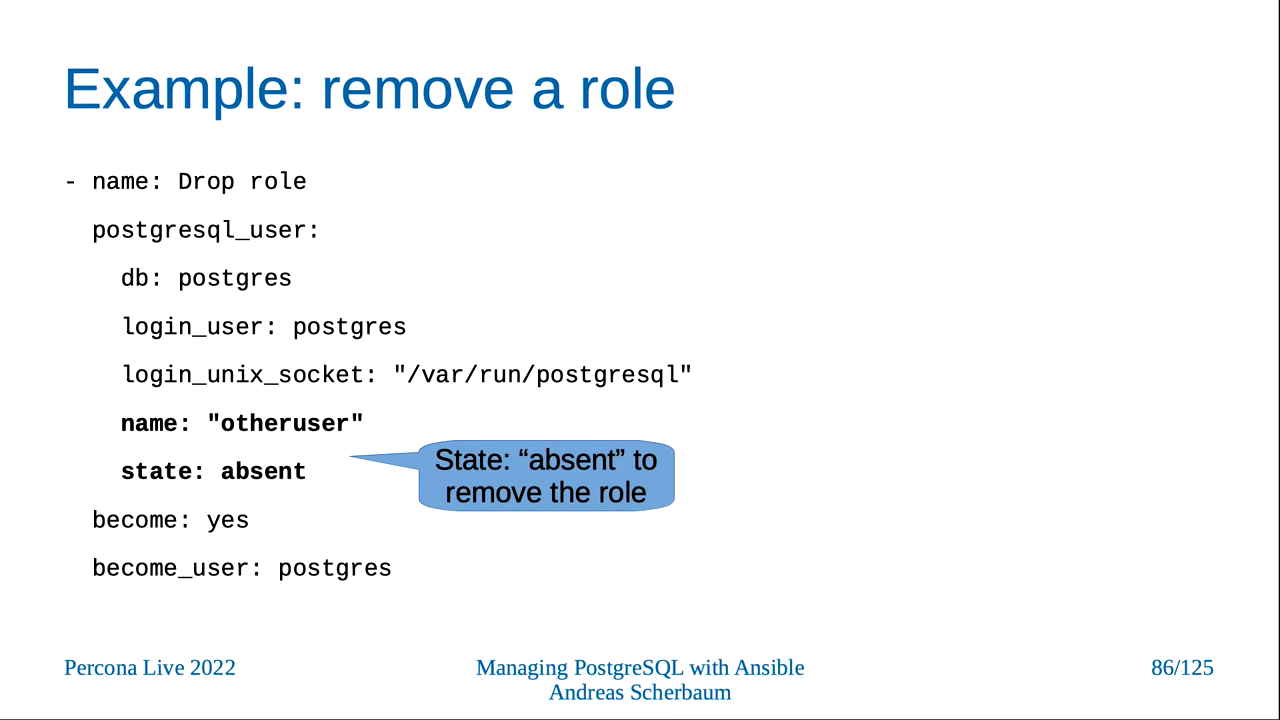 Example: remove a role
- name: Drop role
postgresql_user:
db: postgres
login_user: postgres
login_unix_socket: "/var/run/postgresql"
name: "otheruser"
state: absent
State: “absent” to
remove the role
become: yes
become_user: postgres
Percona Live 2022
Managing PostgreSQL with Ansible
Andreas Scherbaum
86/125